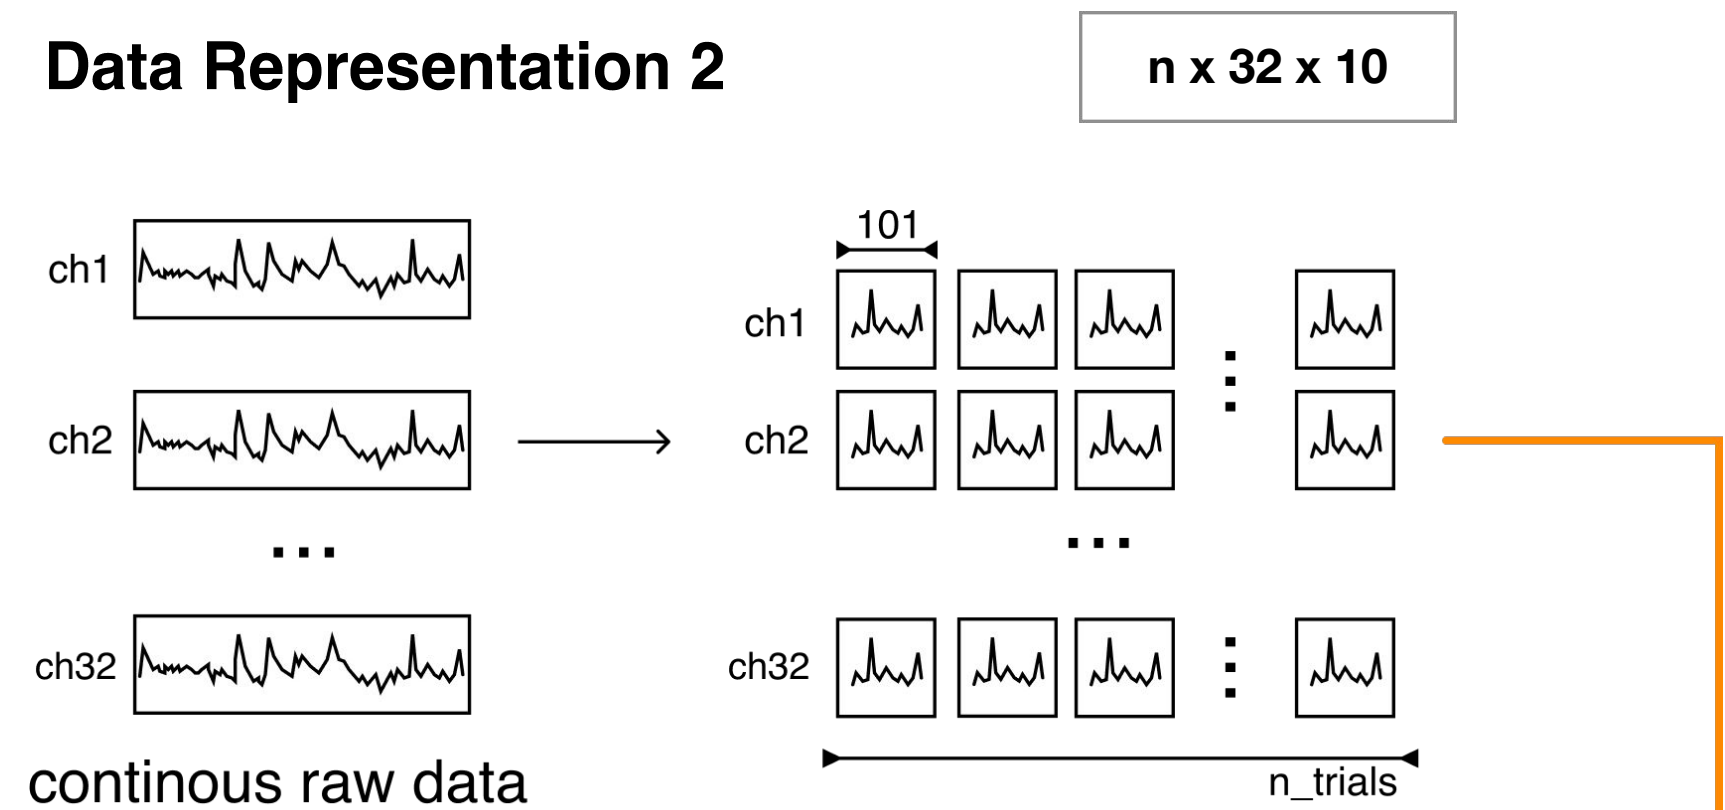 Data Representation 2
n x 32 x 10
ch1
ch2
...
ch32
continous raw data
101
ch1
ch2
...
ch32
n_trials